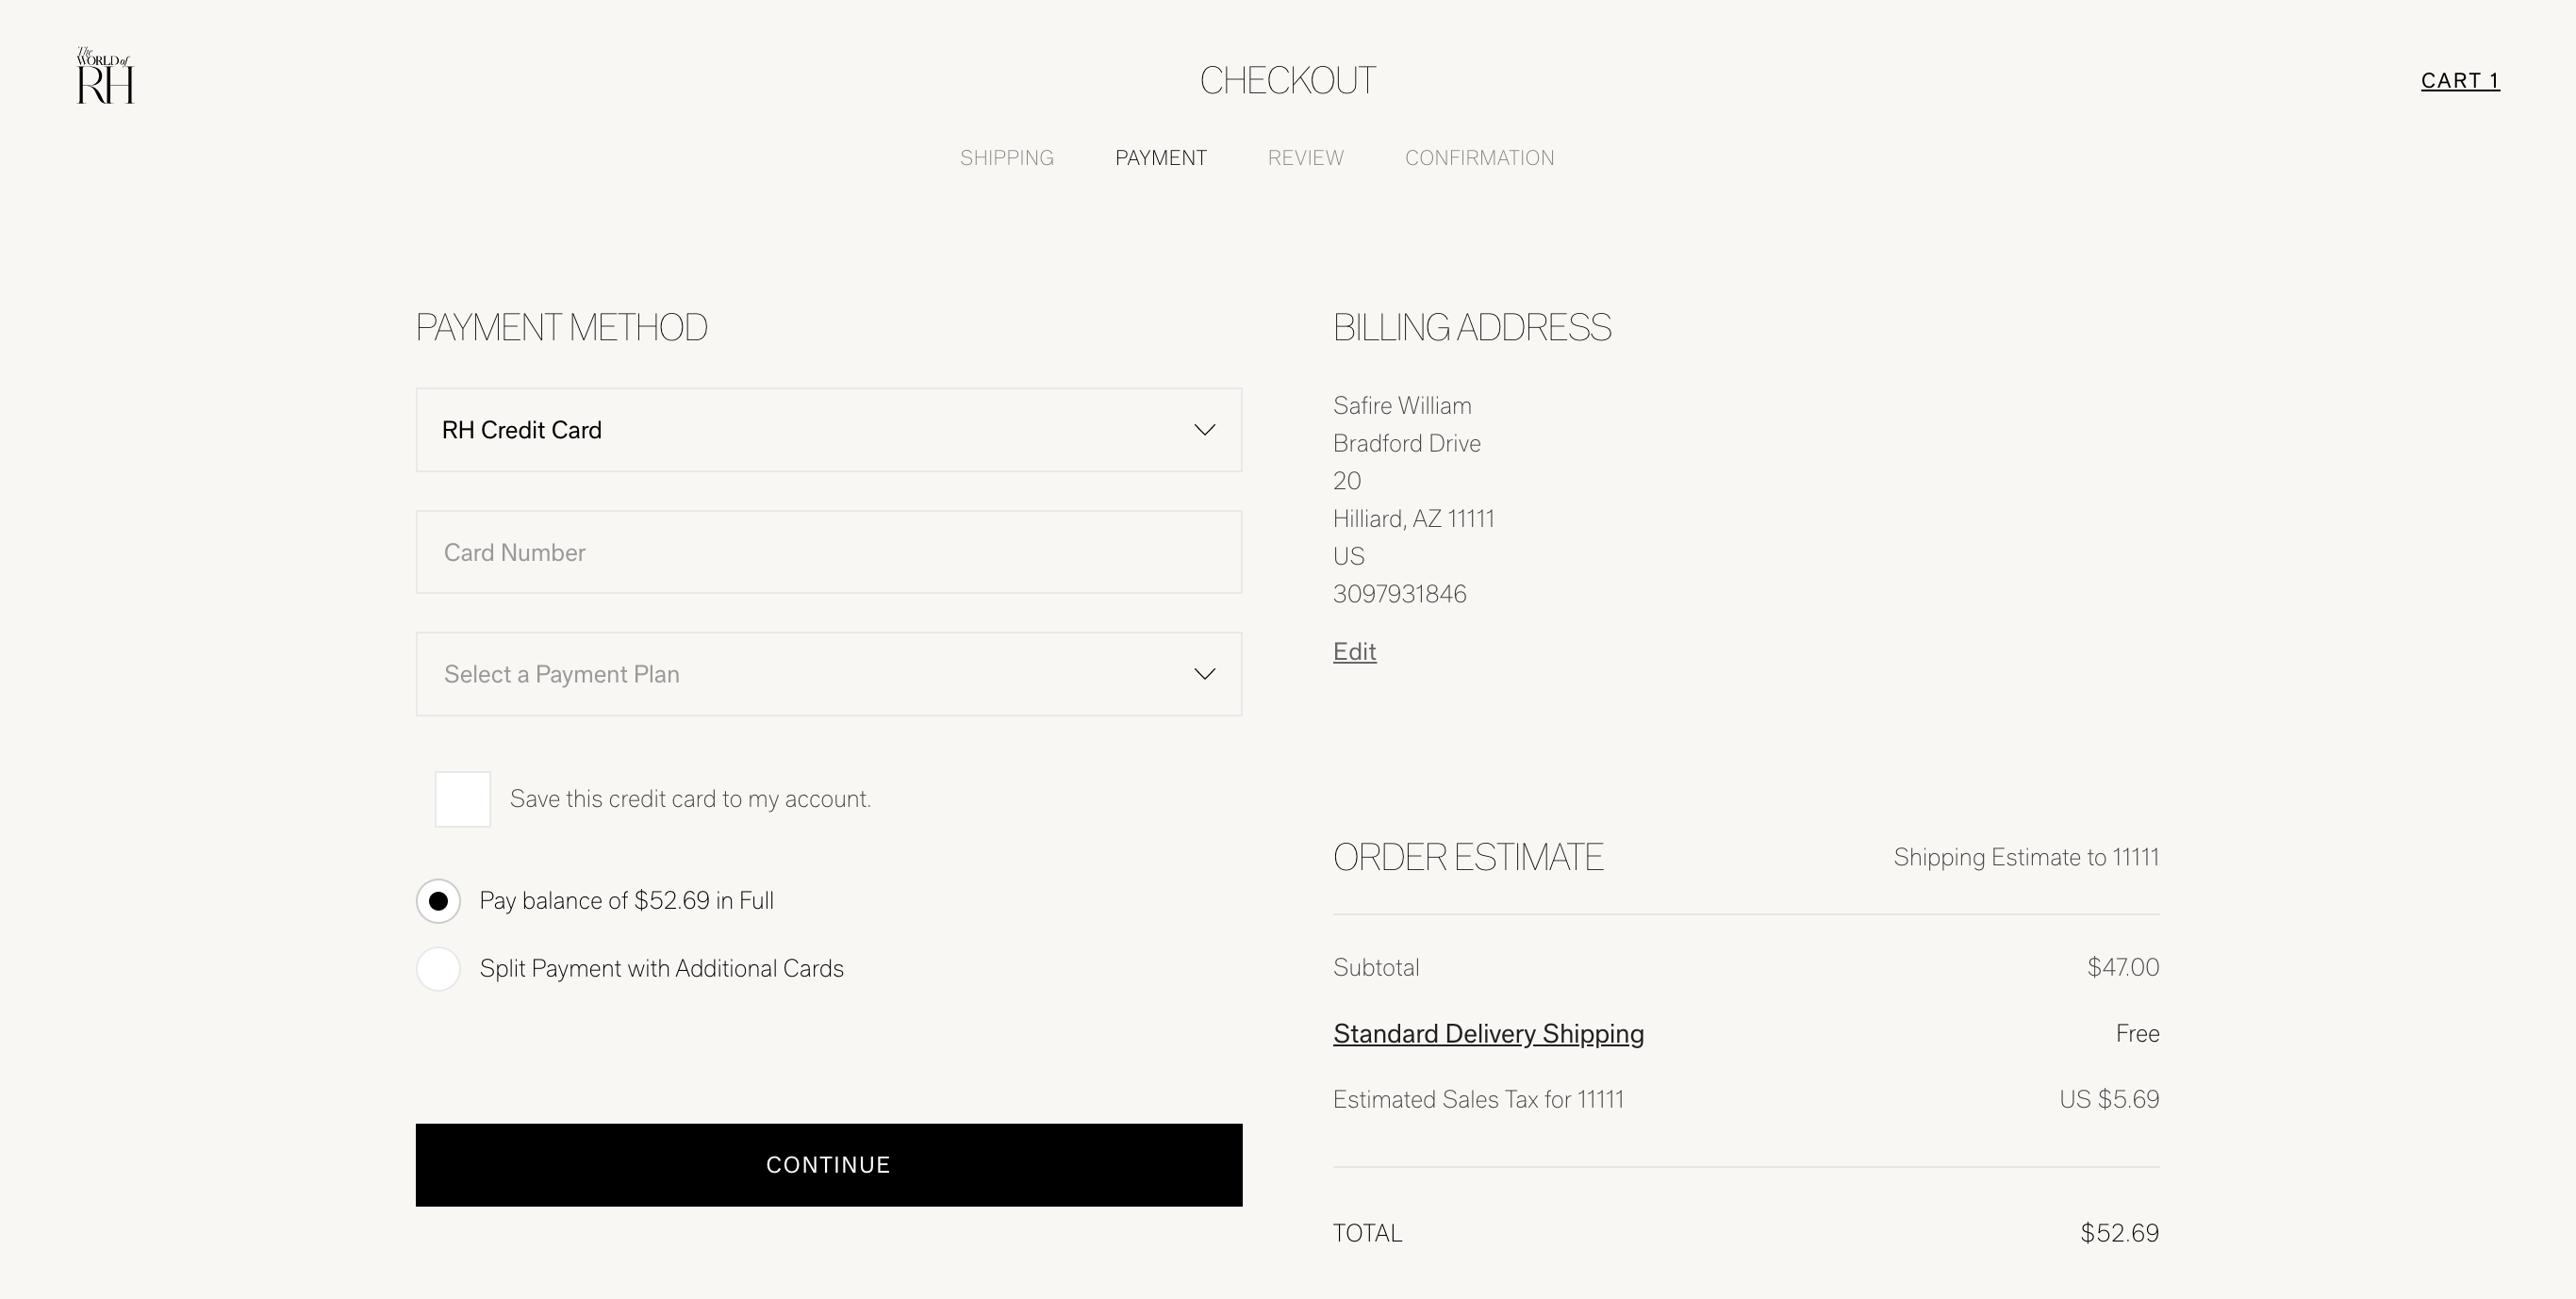 The
WORLD of
RH
CHECKOUT
CART 1
SHIPPING PAYMENT REVIEW CONFIRMATION
PAYMENT METHOD
RH Credit Card
Card Number
Select a Payment Plan
Save this credit card to my account.
Pay balance of $52.69 in Full
Split Payment with Additional Cards
CONTINUE
BILLING ADDRESS
Safire William
Bradford Drive
20
Hilliard, AZ 11111
US
3097931846
Edit
ORDER ESTIMATE Shipping Estimate to 11111
Subtotal $47.00
Standard Delivery Shipping Free
Estimated Sales Tax for 11111 US $5.69
TOTAL $52.69